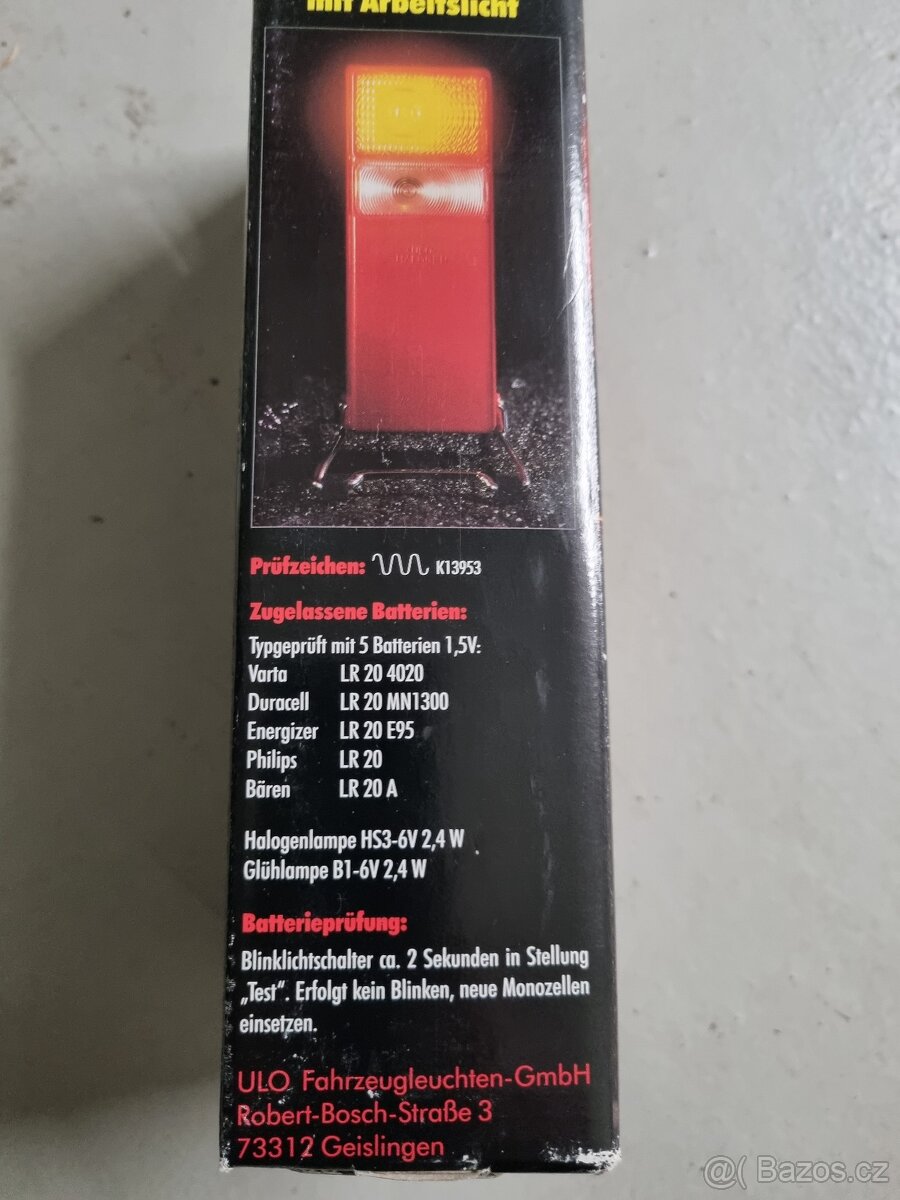 mit Arbeitslicht
ULO
Prüfzeichen: K13953
Zugelassene Batterien:
Typgeprüft mit 5 Batterien 1,5V:
Varta LR 20 4020
Duracell LR 20 MN1300
Energizer LR 20 E95
Philips LR 20
Bären LR 20 A
Halogenlampe HS3-6V 2,4 W
Glühlampe B1-6V 2,4 W
Batterieprüfung:
Blinklichtschalter ca. 2 Sekunden in Stellung
„Test“. Erfolgt kein Blinken, neue Monozellen
einsetzen.
ULO Fahrzeugleuchten-GmbH
Robert-Bosch-Straße 3
73312 Geislingen
@( Bazos.cz